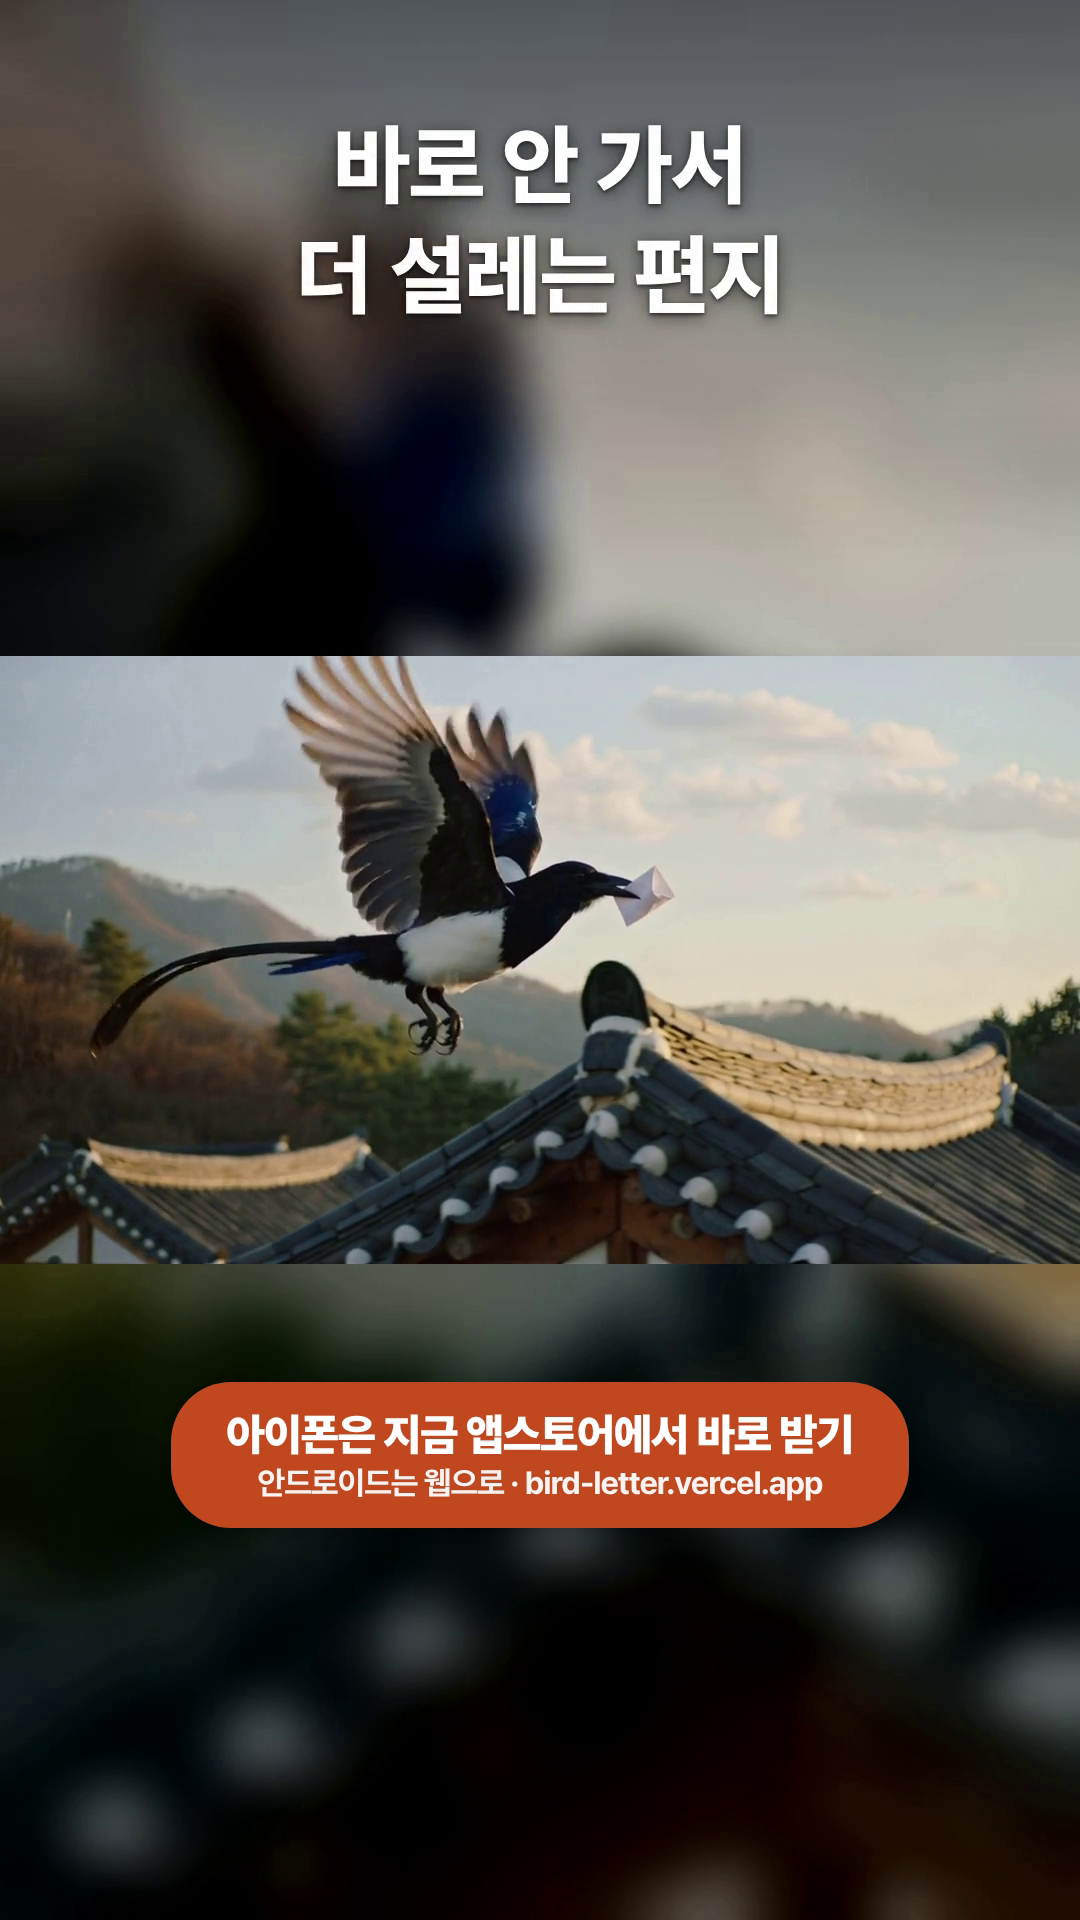 바로 안 가서
더 설레는 편지
아이폰은 지금 앱스토어에서 바로 받기
안드로이드는 웹으로 · bird-letter.vercel.app